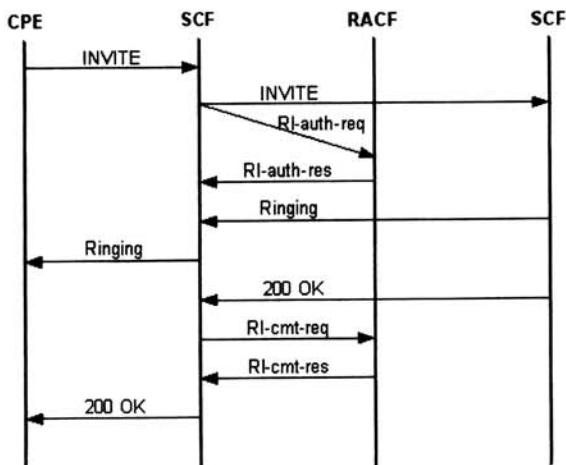 CPE SCF RACF SCF
INVITE
INVITE
RI-auth-req
RI-auth-res
Ringing
Ringing
200 OK
RI-cmt-req
RI-cmt-res
200 OK